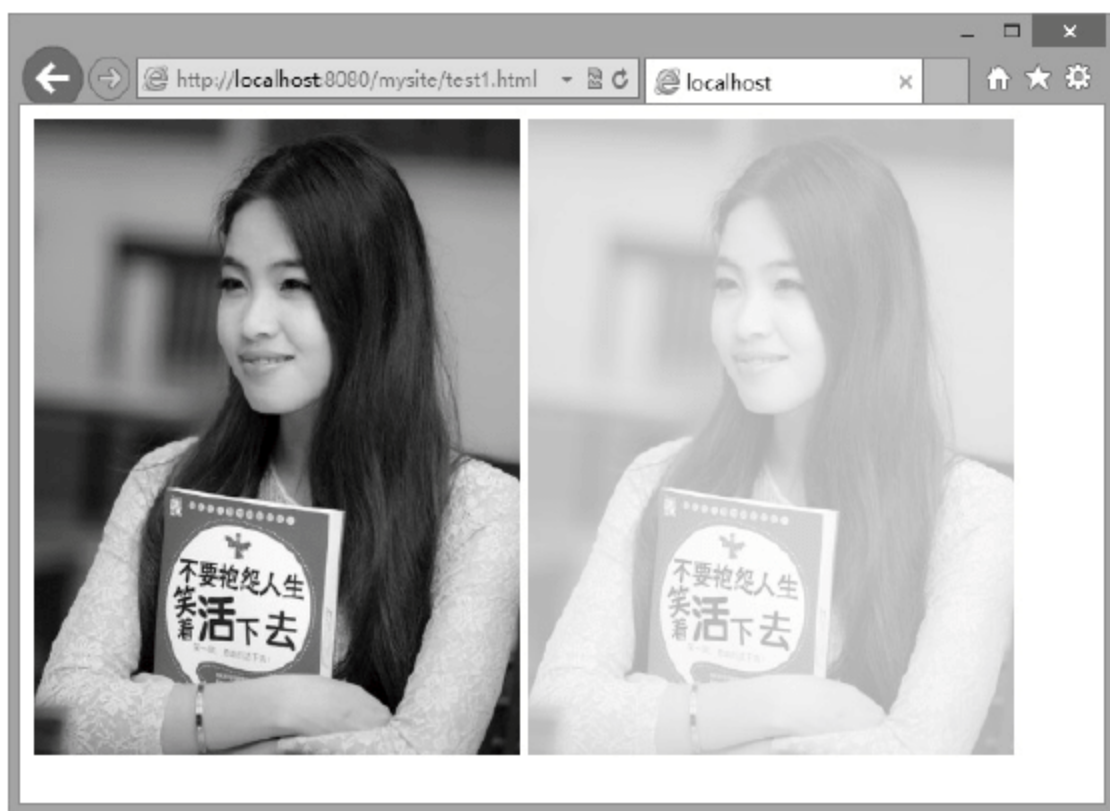 http://localhost:8080/mysite/test1.html
localhost
不要抱怨人生
笑着
活下去
不要抱怨人生
笑着
活下去